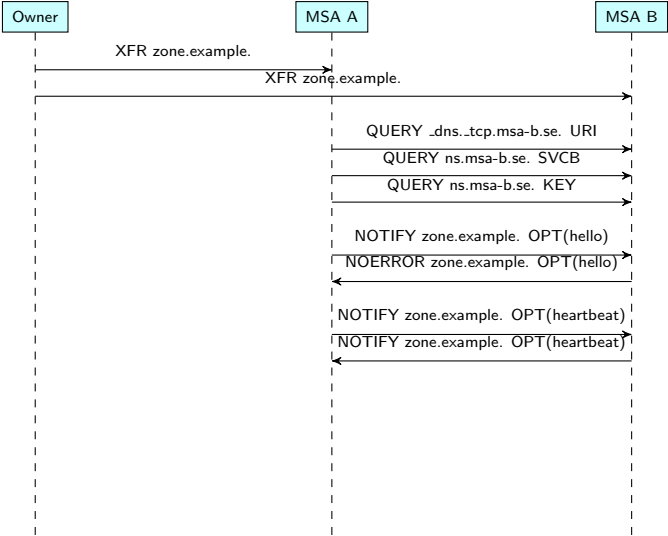 Owner
MSA A
MSA B
XFR zone.example.
XFR zone.example.
QUERY _dns._tcp.msa-b.se. URI
QUERY ns.msa-b.se. SVCB
QUERY ns.msa-b.se. KEY
NOTIFY zone.example. OPT(hello)
NOERROR zone.example. OPT(hello)
NOTIFY zone.example. OPT(heartbeat)
NOTIFY zone.example. OPT(heartbeat)